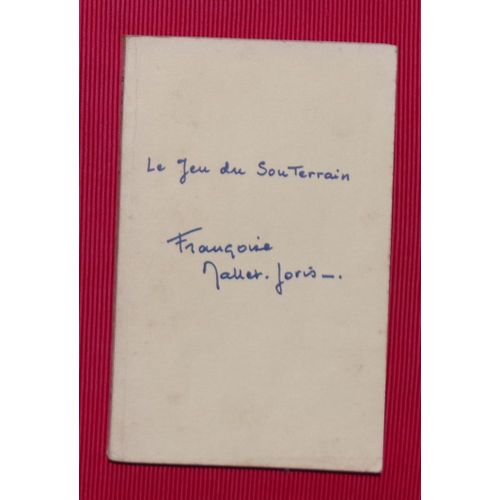 Le Jeu du SouTerrain
Françoise
Mallet-Joris